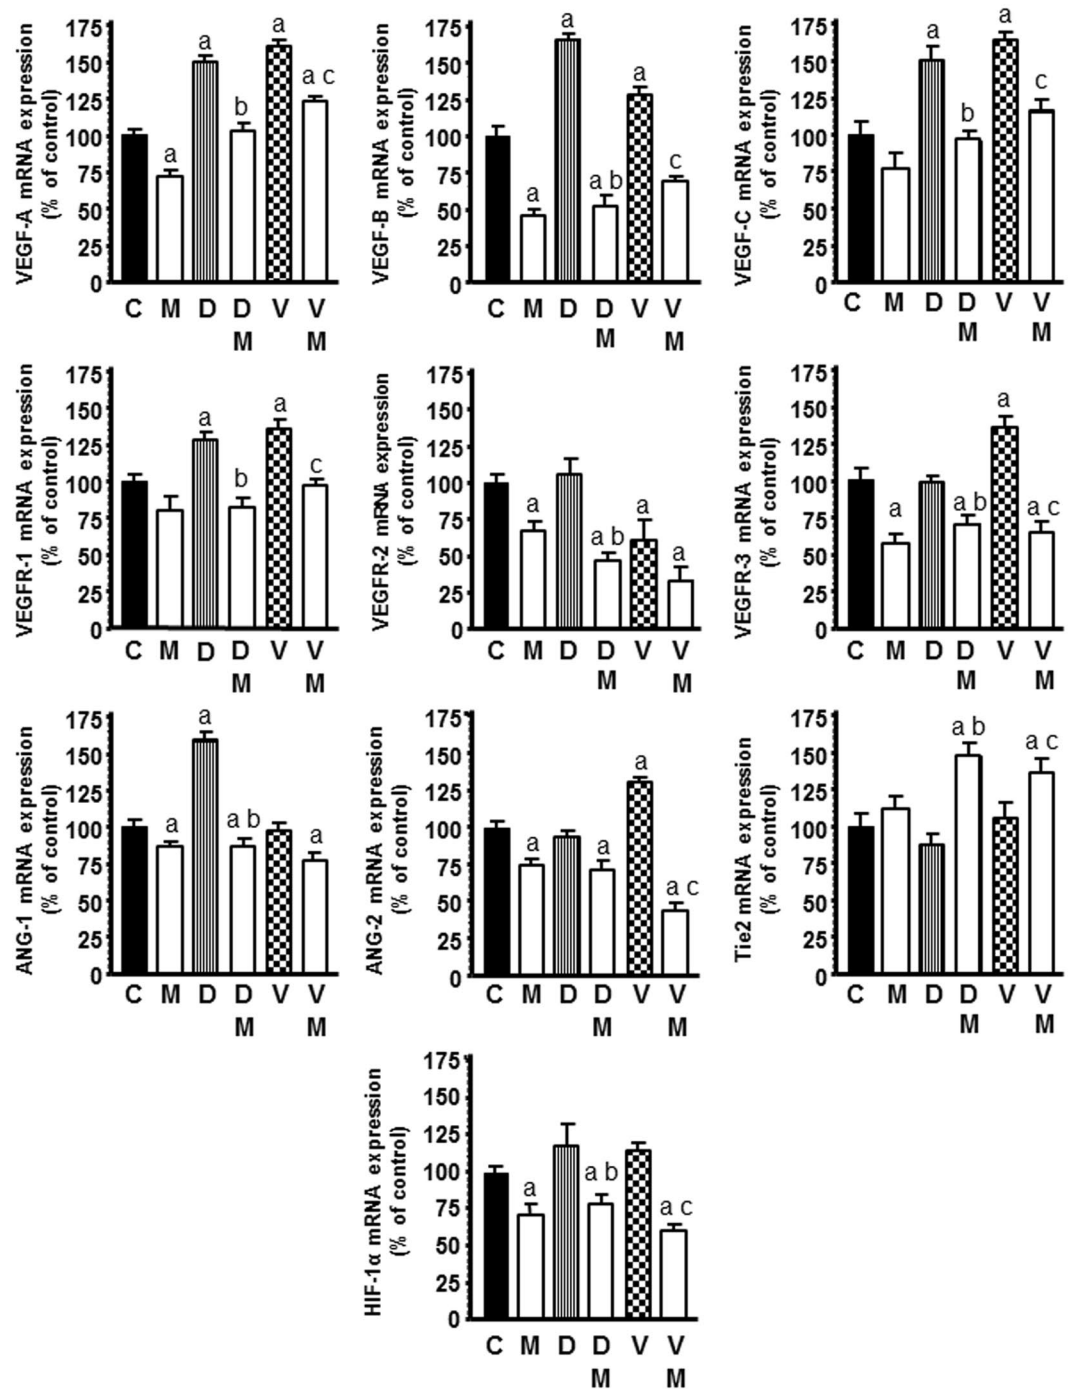 VEGF-A mRNA expression
(% of control)
175
150
125
100
75
50
25
0
a
a
b
a
a c
C M D D V V
M M
VEGF-B mRNA expression
(% of control)
175
150
125
100
75
50
25
0
a
a
a b
a
c
C M D D V V
M M
VEGF-C mRNA expression
(% of control)
175
150
125
100
75
50
25
0
a
b
a
c
C M D D V V
M M
VEGFR-1 mRNA expression
(% of control)
175
150
125
100
75
50
25
0
a
b
a
c
C M D D V V
M M
VEGFR-2 mRNA expression
(% of control)
175
150
125
100
75
50
25
0
a
a b
a
a
C M D D V V
M M
VEGFR-3 mRNA expression
(% of control)
175
150
125
100
75
50
25
0
a
a b
a
a c
C M D D V V
M M
ANG-1 mRNA expression
(% of control)
175
150
125
100
75
50
25
0
a
a
a b
a
C M D D V V
M M
ANG-2 mRNA expression
(% of control)
175
150
125
100
75
50
25
0
a
a
a
a c
C M D D V V
M M
Tie2 mRNA expression
(% of control)
175
150
125
100
75
50
25
0
a b
a c
C M D D V V
M M
HIF-1α mRNA expression
(% of control)
175
150
125
100
75
50
25
0
a
a b
a c
C M D D V V
M M